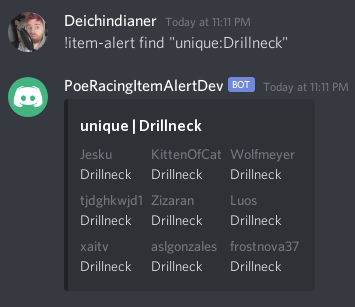 Deichindianer Today at 11:11 PM
!item-alert find "unique:Drillneck"
PoeRacingItemAlertDev BOT Today at 11:11 PM
unique | Drillneck
Jesku KittenOfCat Wolfmeyer
Drillneck Drillneck Drillneck
tjdghkwjd1 Zizaran Luos
Drillneck Drillneck Drillneck
xaitv aslgonzales frostnova37
Drillneck Drillneck Drillneck